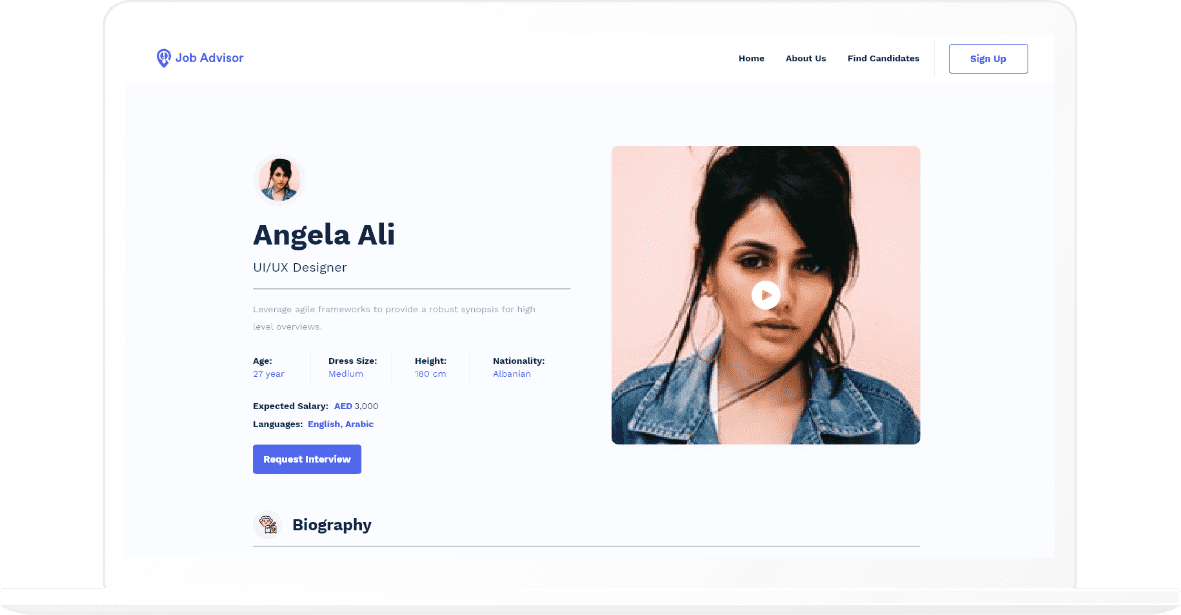 Job Advisor
Home About Us Find Candidates Sign Up
Angela Ali
UI/UX Designer
Leverage agile frameworks to provide a robust synopsis for high
level overviews.
Age: Dress Size: Height: Nationality:
27 year Medium 180 cm Albanian
Expected Salary: AED 3,000
Languages: English, Arabic
Request Interview
Biography